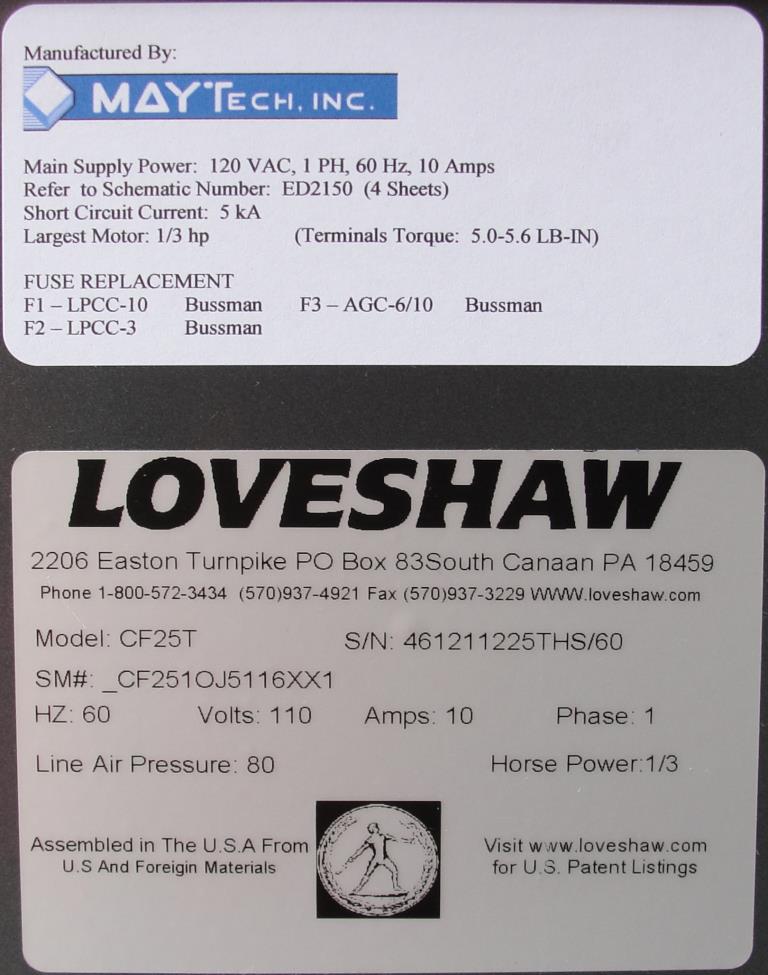 Manufactured By:
MAYTECH, INC.
Main Supply Power: 120 VAC, 1 PH, 60 Hz, 10 Amps
Refer to Schematic Number: ED2150 (4 Sheets)
Short Circuit Current: 5 kA
Largest Motor: 1/3 hp (Terminals Torque: 5.0-5.6 LB-IN)
FUSE REPLACEMENT
F1 – LPCC-10 Bussman F3 – AGC-6/10 Bussman
F2 – LPCC-3 Bussman
LOVESHAW
2206 Easton Turnpike PO Box 83South Canaan PA 18459
Phone 1-800-572-3434 (570)937-4921 Fax (570)937-3229 WWW.loveshaw.com
Model: CF25T S/N: 461211225THS/60
SM#: _CF251OJ5116XX1
HZ: 60 Volts: 110 Amps: 10 Phase: 1
Line Air Pressure: 80 Horse Power:1/3
Assembled in The U.S.A From Visit www.loveshaw.com
U.S And Foreigin Materials for U.S. Patent Listings